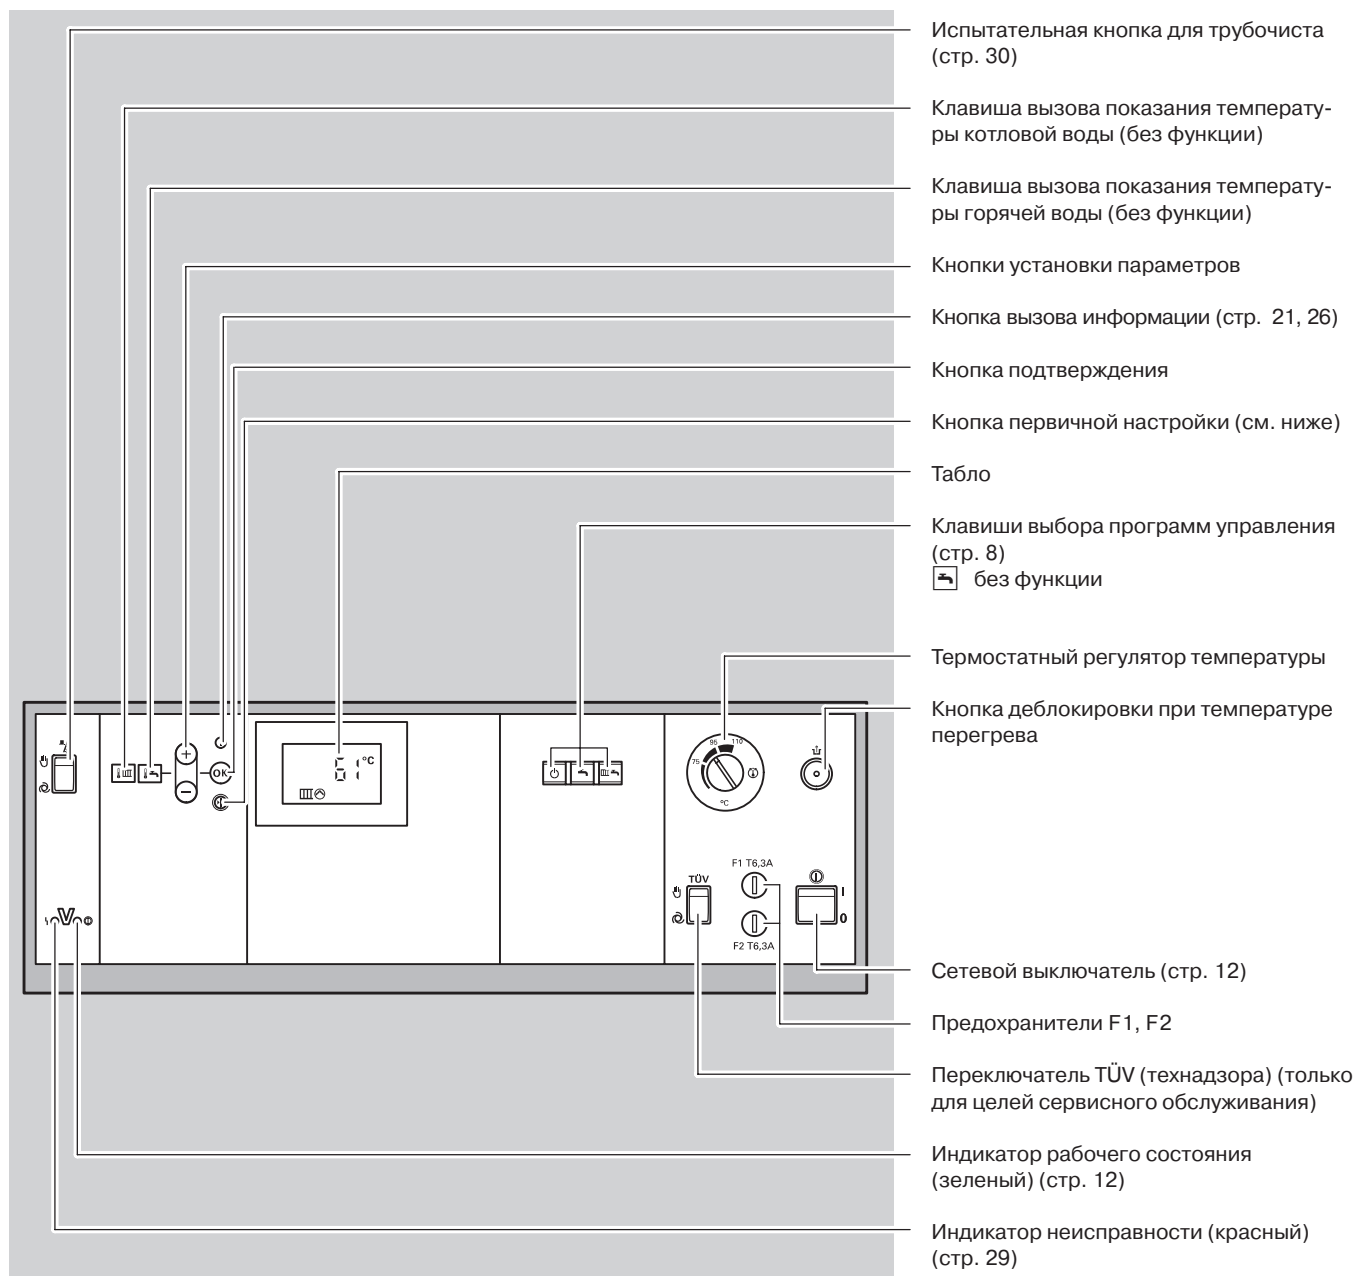 Испытательная кнопка для трубочиста
(стр. 30)
Клавиша вызова показания температу-
ры котловой воды (без функции)
Клавиша вызова показания температу-
ры горячей воды (без функции)
Кнопки установки параметров
Кнопка вызова информации (стр. 21, 26)
Кнопка подтверждения
Кнопка первичной настройки (см. ниже)
Табло
Клавиши выбора программ управления
(стр. 8)
без функции
Термостатный регулятор температуры
Кнопка деблокировки при температуре
перегрева
Сетевой выключатель (стр. 12)
Предохранители F1, F2
Переключатель TÜV (технадзора) (только
для целей сервисного обслуживания)
Индикатор рабочего состояния
(зеленый) (стр. 12)
Индикатор неисправности (красный)
(стр. 29)
+
OK
−
61 °C
75
95
110
°C
F1 T6,3A
TÜV
F2 T6,3A
I
0
V